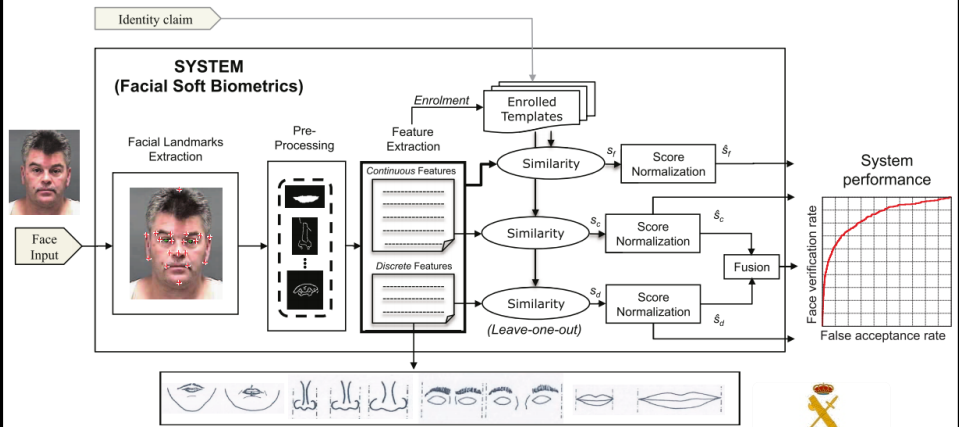 Identity claim
SYSTEM
(Facial Soft Biometrics)
Enrolment
Enrolled
Templates
Facial Landmarks
Extraction
Pre-
Processing
Feature
Extraction
Continuous Features
Discrete Features
Similarity
s_f
Score
Normalization
ŝ_f
Similarity
s_c
Score
Normalization
ŝ_c
Similarity
s_d
Score
Normalization
ŝ_d
(Leave-one-out)
Fusion
Face
Input
System
performance
Face verification rate
False acceptance rate